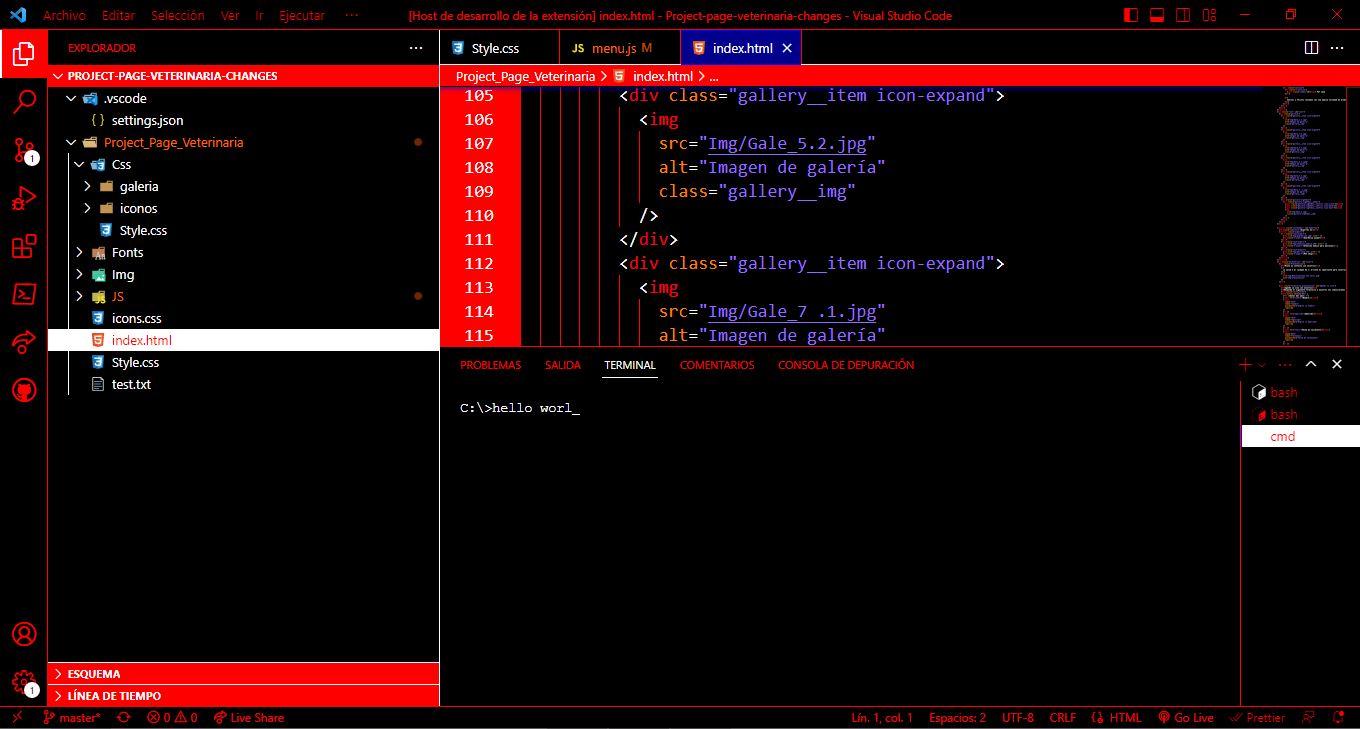 Archivo Editar Selección Ver Ir Ejecutar ··· [Host de desarrollo de la extensión] index.html - Project-page-veterinaria-changes - Visual Studio Code
EXPLORADOR ···
PROJECT-PAGE-VETERINARIA-CHANGES
.vscode
{ } settings.json
Project_Page_Veterinaria
Css
galeria
iconos
Style.css
Fonts
Img
JS
icons.css
index.html
Style.css
test.txt
ESQUEMA
LÍNEA DE TIEMPO
1
1
Style.css JS menu.js M index.html
Project_Page_Veterinaria > index.html > ...
105 <div class="gallery__item icon-expand">
106 <img
107 src="Img/Gale_5.2.jpg"
108 alt="Imagen de galería"
109 class="gallery__img"
110 />
111 </div>
112 <div class="gallery__item icon-expand">
113 <img
114 src="Img/Gale_7 .1.jpg"
115 alt="Imagen de galería"
PROBLEMAS SALIDA TERMINAL COMENTARIOS CONSOLA DE DEPURACIÓN
C:\>hello worl_
bash
bash
cmd
master* 0 0 Live Share Lín. 1, col. 1 Espacios: 2 UTF-8 CRLF HTML Go Live Prettier